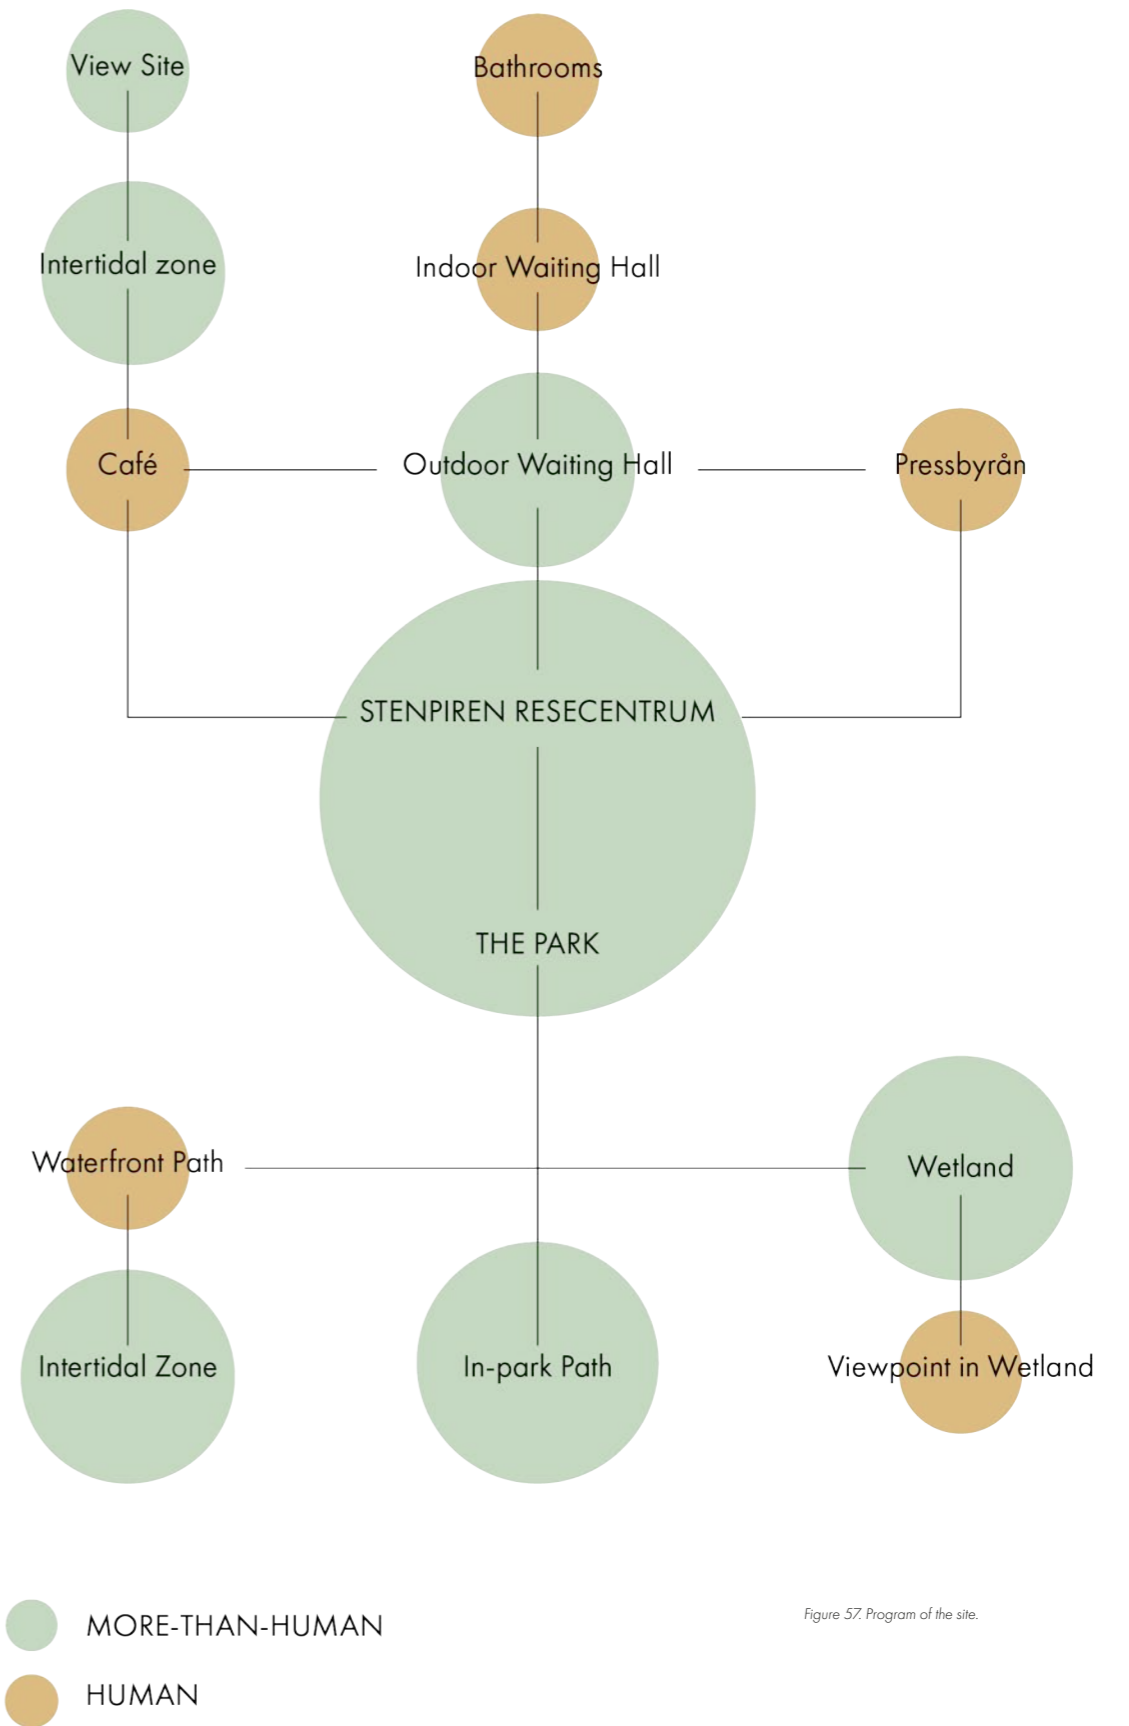 View Site
Bathrooms
Intertidal zone
Indoor Waiting Hall
Café
Outdoor Waiting Hall
Pressbyrån
STENPIREN RESECENTRUM
THE PARK
Waterfront Path
Wetland
Intertidal Zone
In-park Path
Viewpoint in Wetland
MORE-THAN-HUMAN
Figure 57. Program of the site.
HUMAN